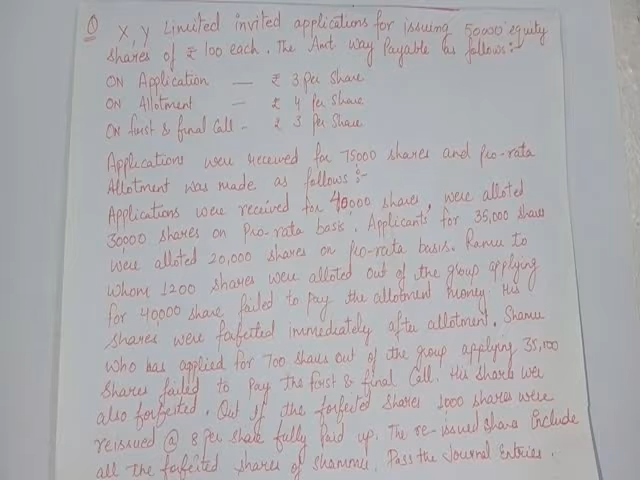 Q X, Y Limited invited applications for issuing 50000 equity
shares of ₹ 100 each. The Amt way Payable as follows:-
ON Application — ₹ 3 per Share
ON Allotment — ₹ 4 per Share
ON first & final Call - ₹ 3 per Share
Applications were received for 75000 shares and pro-rata
Allotment was made as follows:-
Applications were received for 40000 shares, were alloted
30000 shares on pro-rata basis. Applicants for 35,000 shares
were alloted 20,000 shares on pro-rata basis. Ramu to
whom 1200 shares were alloted out of the group applying
for 40000 share failed to pay the allotment money. His
shares were forfeited immediately after allotment. Shamu
who has applied for 700 shares out of the group applying 35,000
shares failed to pay the first & final Call. His shares were
also forfeited. Out of the forfeited shares 1000 shares were
reissued @ 8 per share fully paid up. The re-issued share include
all the forfeited shares of shammu. Pass the Journal Entries.